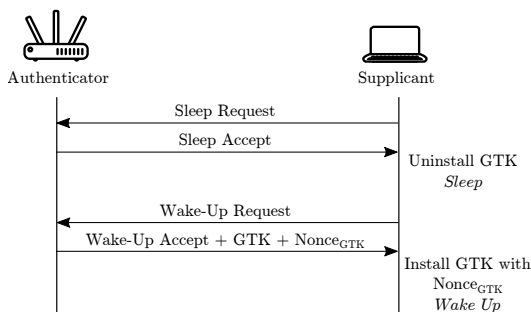 Authenticator
Supplicant
Sleep Request
Sleep Accept
Uninstall GTK
Sleep
Wake-Up Request
Wake-Up Accept + GTK + Nonce_GTK
Install GTK with
Nonce_GTK
Wake Up